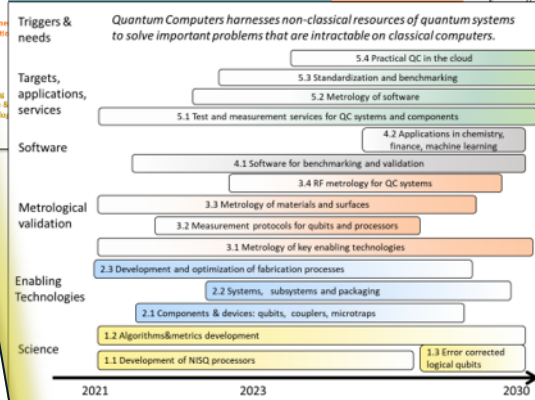 Triggers & needs
Quantum Computers harnesses non-classical resources of quantum systems
to solve important problems that are intractable on classical computers.
5.4 Practical QC in the cloud
Targets, applications, services
5.3 Standardization and benchmarking
5.2 Metrology of software
5.1 Test and measurement services for QC systems and components
Software
4.2 Applications in chemistry,
finance, machine learning
4.1 Software for benchmarking and validation
3.4 RF metrology for QC systems
Metrological validation
3.3 Metrology of materials and surfaces
3.2 Measurement protocols for qubits and processors
3.1 Metrology of key enabling technologies
Enabling Technologies
2.3 Development and optimization of fabrication processes
2.2 Systems, subsystems and packaging
2.1 Components & devices: qubits, couplers, microtraps
Science
1.2 Algorithms&metrics development
1.3 Error corrected
logical qubits
1.1 Development of NISQ processors
2021
2023
2030